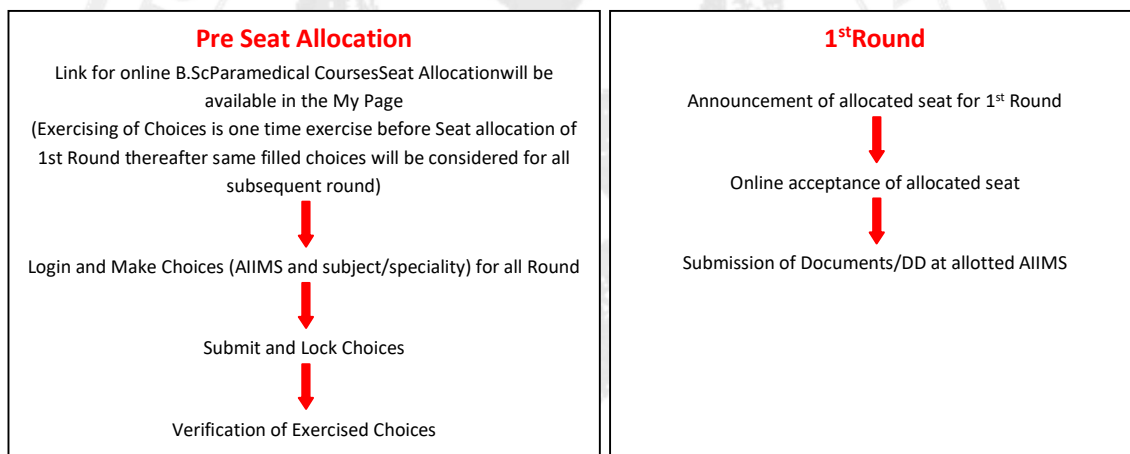 Pre Seat Allocation
Link for online B.ScParamedical CoursesSeat Allocationwill be
available in the My Page
(Exercising of Choices is one time exercise before Seat allocation of
1st Round thereafter same filled choices will be considered for all
subsequent round)
Login and Make Choices (AIIMS and subject/speciality) for all Round
Submit and Lock Choices
Verification of Exercised Choices
1stRound
Announcement of allocated seat for 1st Round
Online acceptance of allocated seat
Submission of Documents/DD at allotted AIIMS